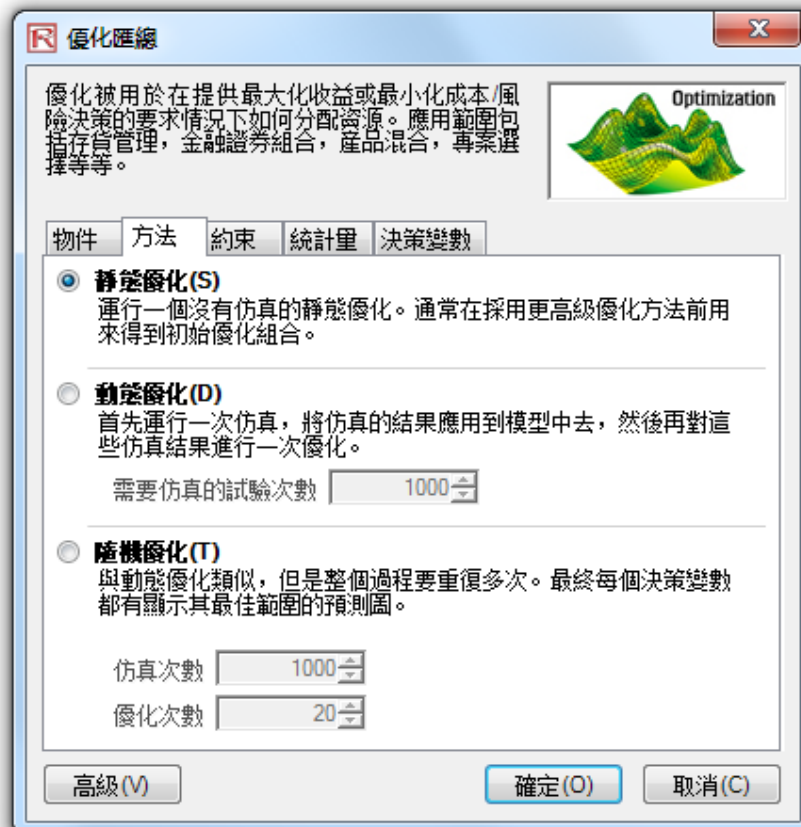 優化匯總
優化被用於在提供最大化收益或最小化成本/風
險決策的要求情況下如何分配資源。應用範圍包
括存貨管理，金融證券組合，産品混合，專案選
擇等等。
Optimization
物件 方法 約束 統計量 決策變數
靜態優化(S)
運行一個沒有仿真的靜態優化。通常在採用更高級優化方法前用
來得到初始優化組合。
動態優化(D)
首先運行一次仿真，將仿真的結果應用到模型中去，然後再對這
些仿真結果進行一次優化。
需要仿真的試驗次數 1000
隨機優化(T)
與動態優化類似，但是整個過程要重復多次。最終每個決策變數
都有顯示其最佳範圍的預測圖。
仿真次數 1000
優化次數 20
高級(V) 確定(O) 取消(C)